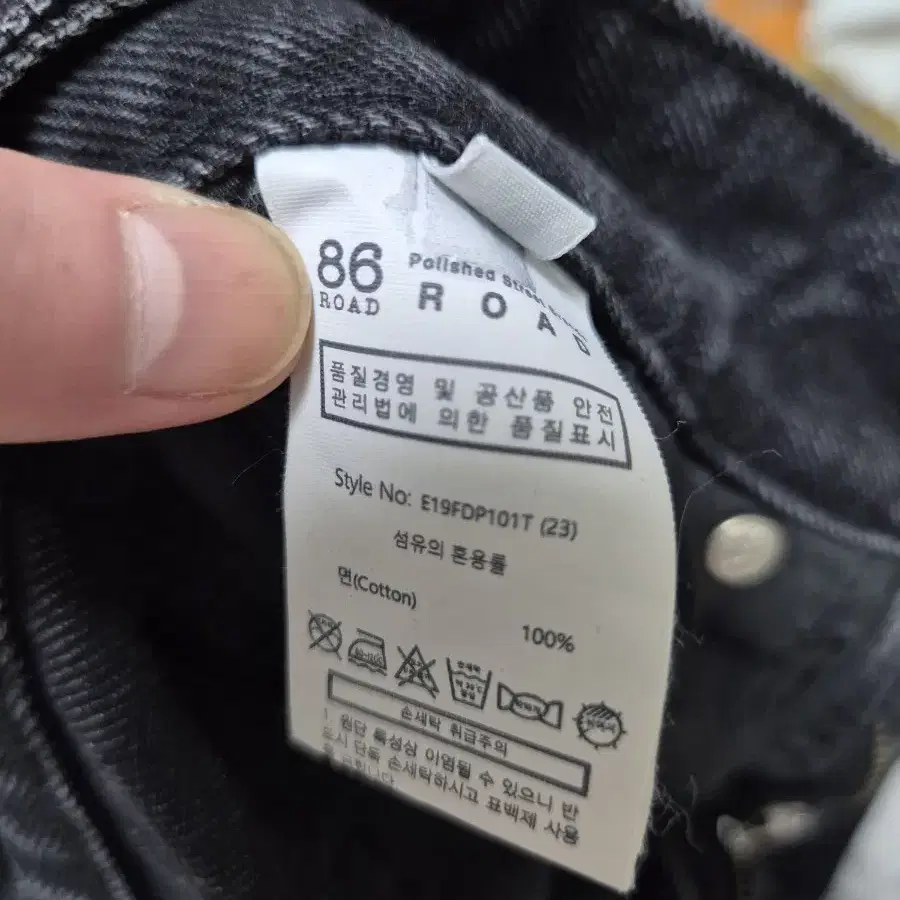 86
ROAD
Polished Street
ROAD
품질경영 및 공산품 안전
관리법에 의한 품질표시
Style No: E19FDP101T (23)
섬유의 혼용률
면(Cotton)
100%
손세탁 취급주의
1. 원단 특성상 이염될 수 있으니 반
드시 단독 손세탁하시고 표백제 사용